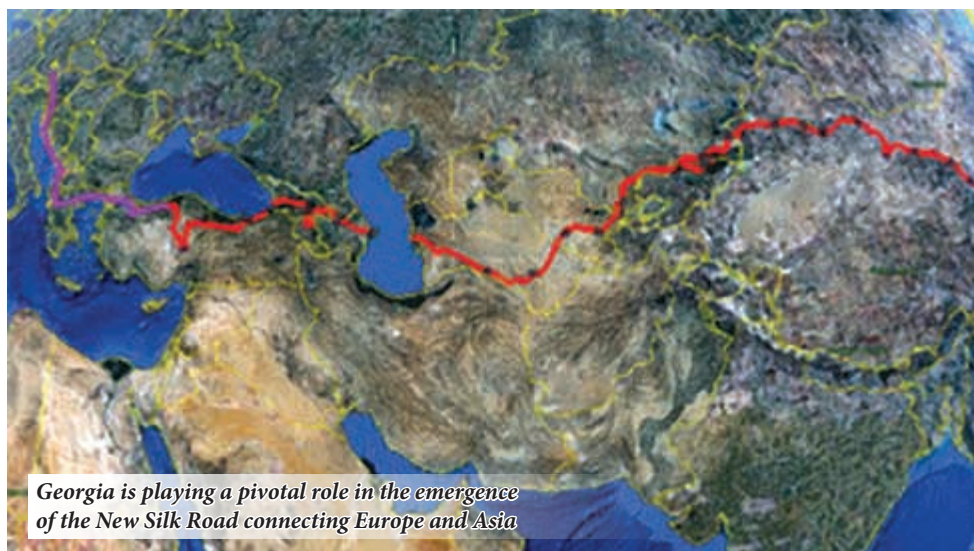 Georgia is playing a pivotal role in the emergence
of the New Silk Road connecting Europe and Asia